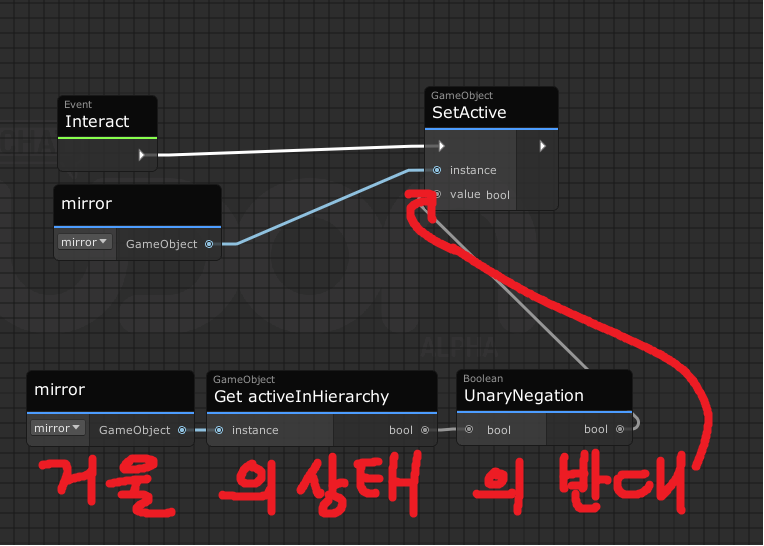 Event
Interact
GameObject
SetActive
instance
value bool
mirror
mirror GameObject
ALPHA
mirror
mirror GameObject
GameObject
Get activeInHierarchy
instance bool
Boolean
UnaryNegation
bool bool
거울 의상태 의 반대